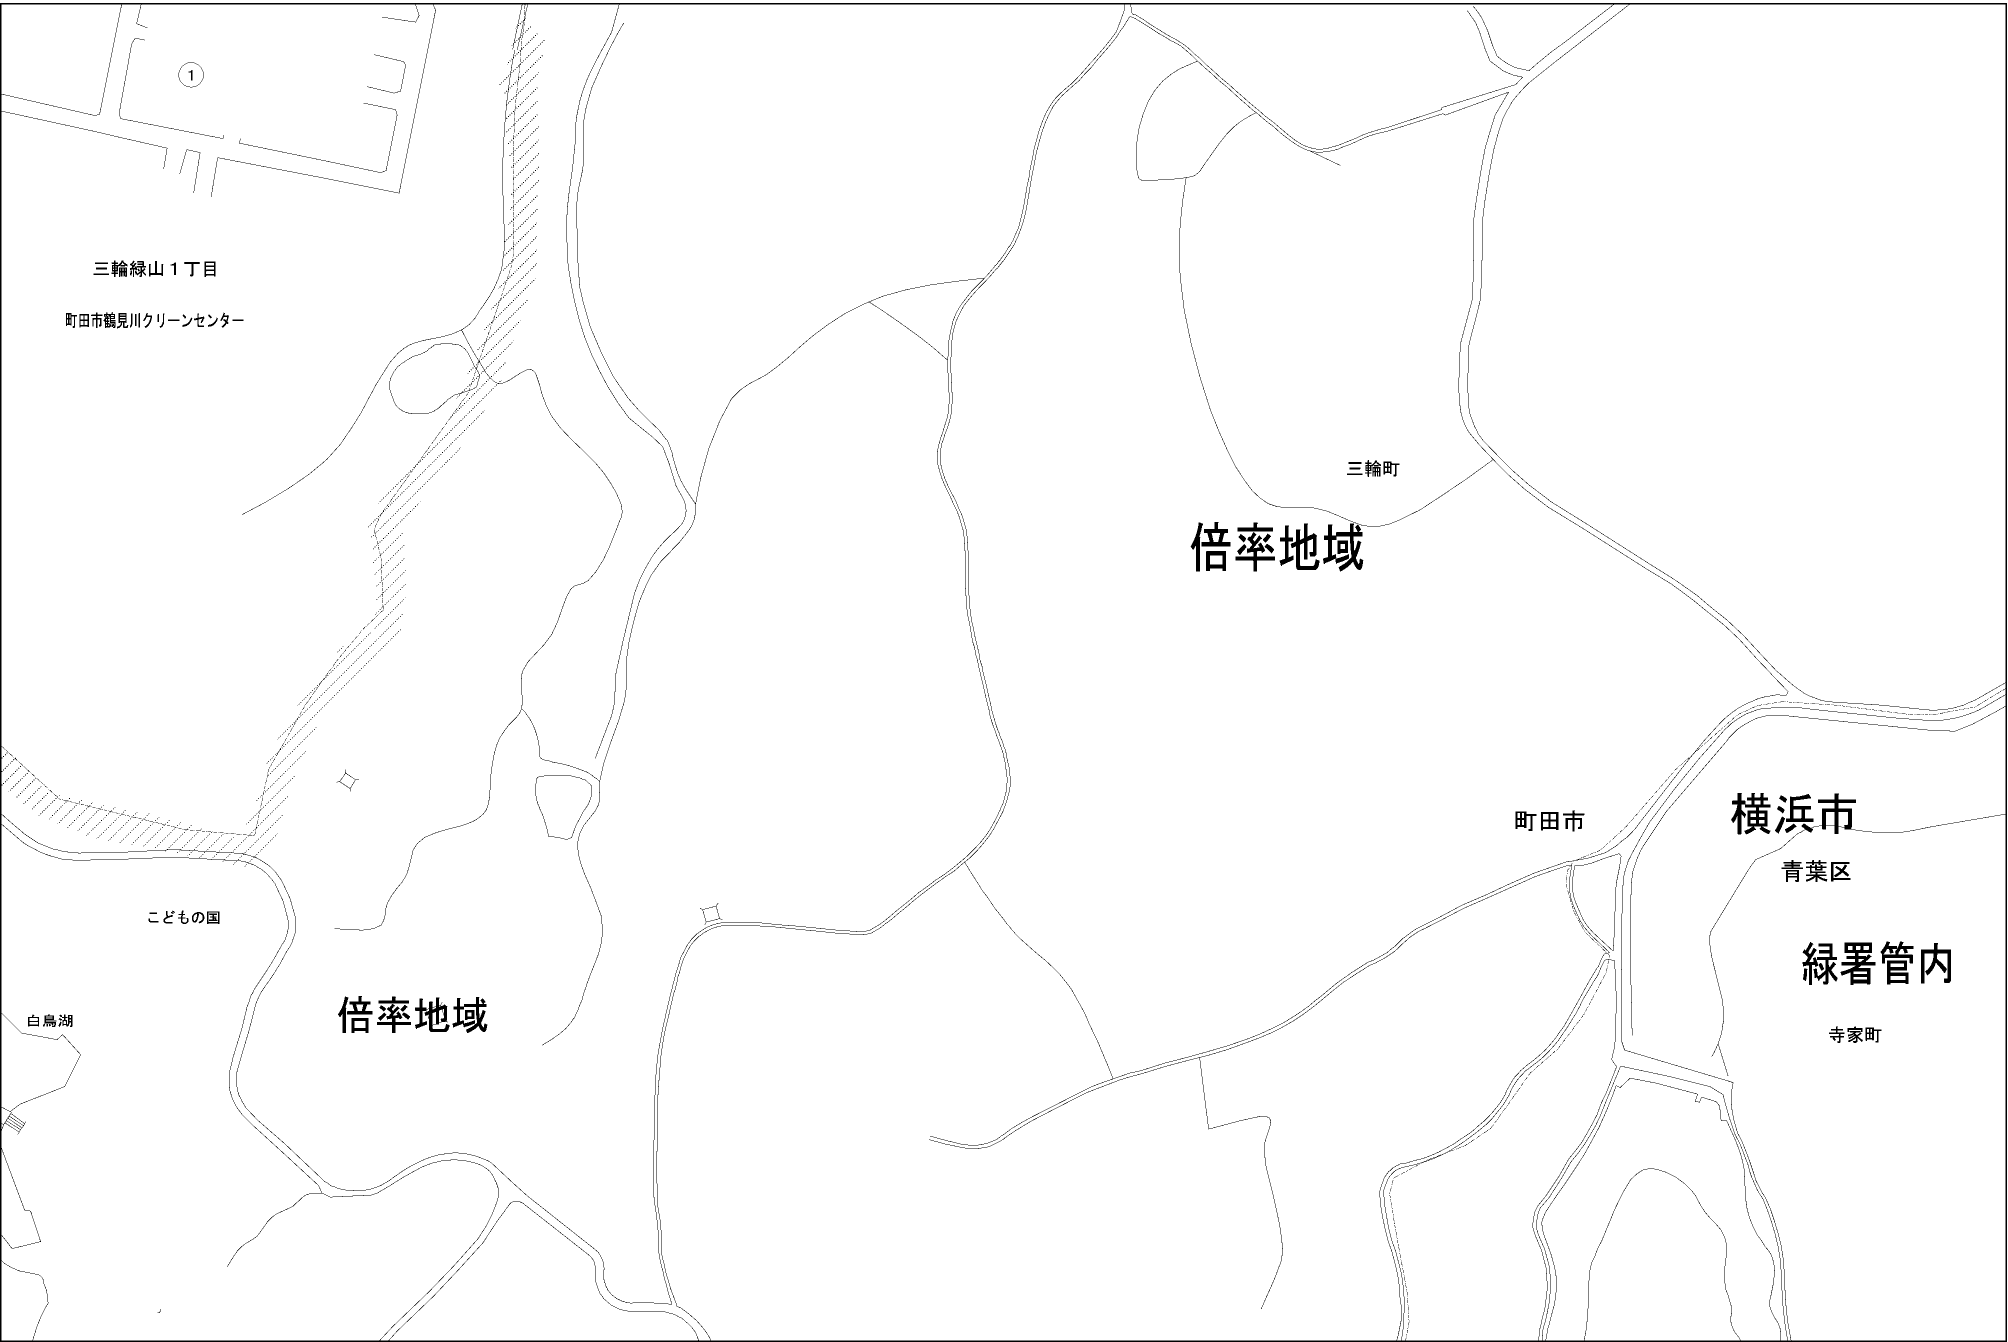 1
三輪緑山１丁目
町田市鶴見川クリーンセンター
三輪町
倍率地域
町田市
横浜市
青葉区
緑署管内
寺家町
こどもの国
倍率地域
白鳥湖